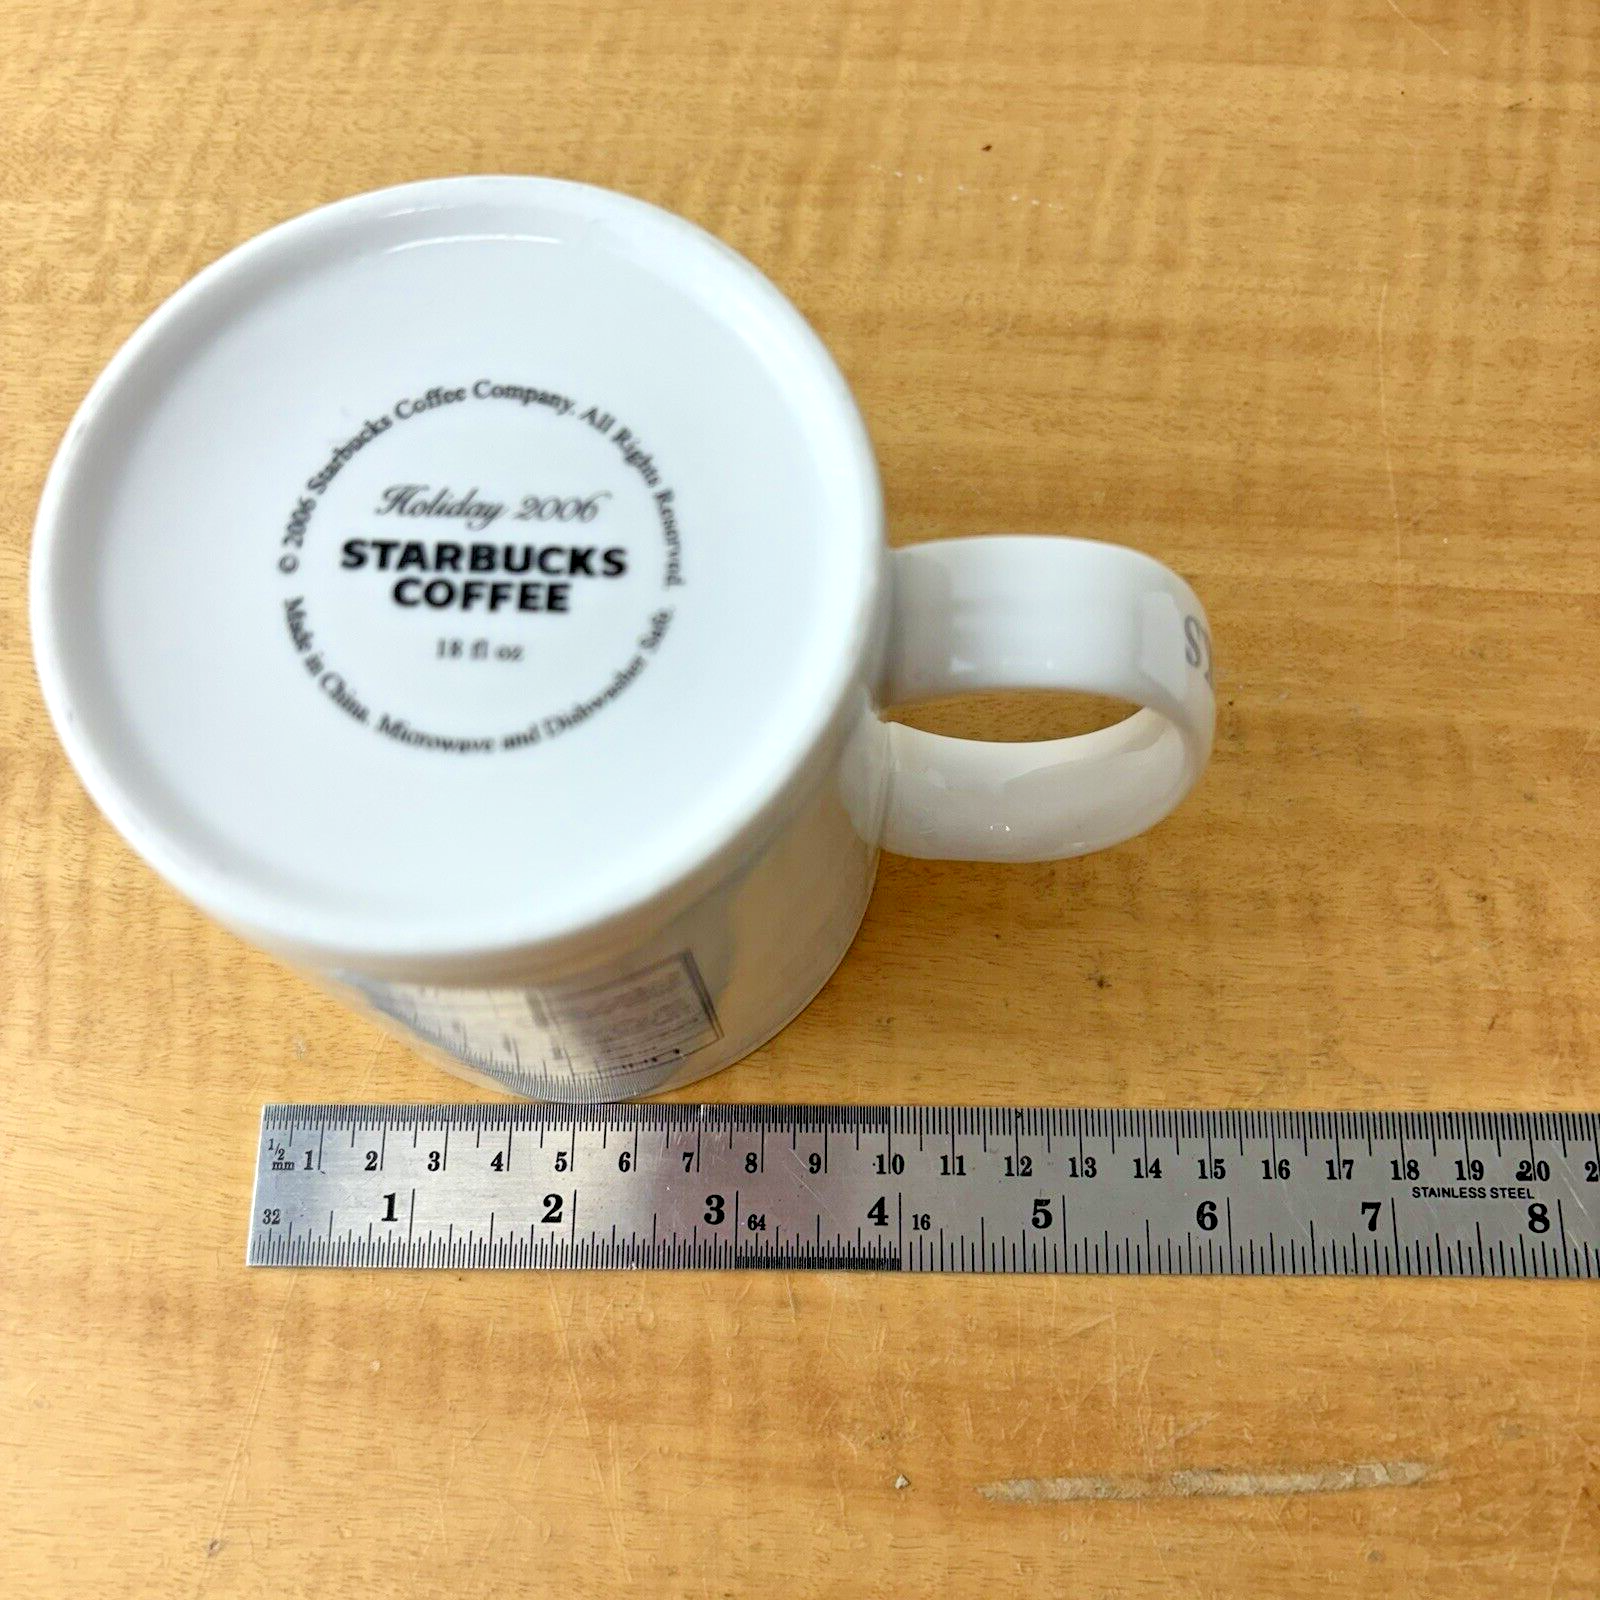 © 2006 Starbucks Coffee Company. All Rights Reserved.
Holiday 2006
STARBUCKS
COFFEE
18 fl oz
Made in China. Microwave and Dishwasher Safe.
1/2 mm 1 2 3 4 5 6 7 8 9 10 11 12 13 14 15 16 17 18 19 20
STAINLESS STEEL
32 1 2 3 64 4 16 5 6 7 8